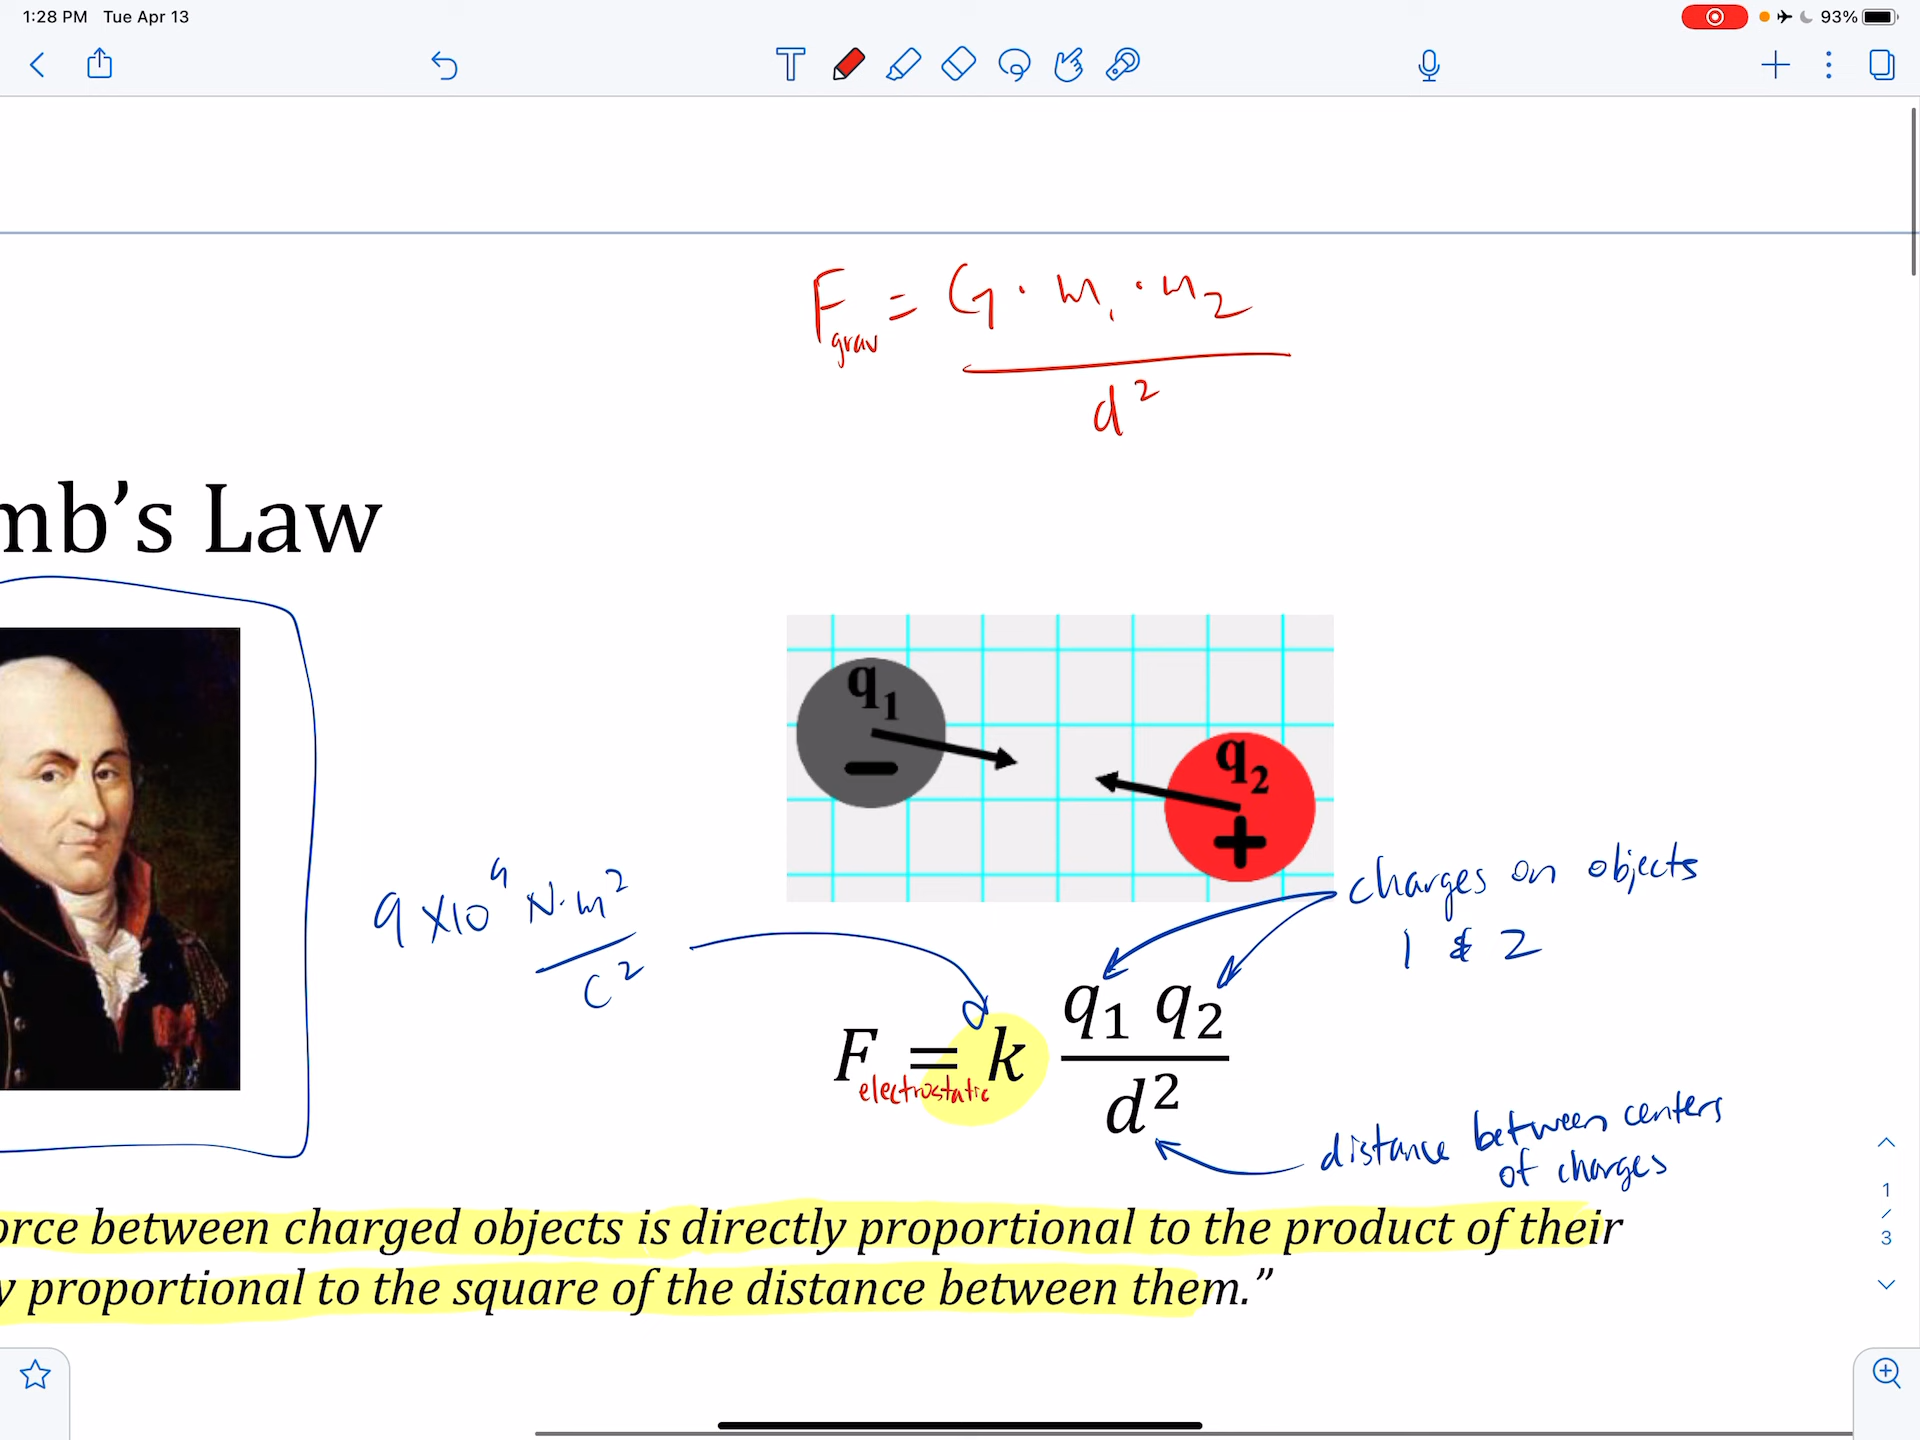 1:28 PM Tue Apr 13
93%
F grav = G · m1 · m2
d²
mb’s Law
q1
−
q2
+
9 ×10⁹ N·m²
C²
charges on objects
1 & 2
F electrostatic = k q1 q2
d²
distance between centers
of charges
orce between charged objects is directly proportional to the product of their
y proportional to the square of the distance between them.”
1
/
3